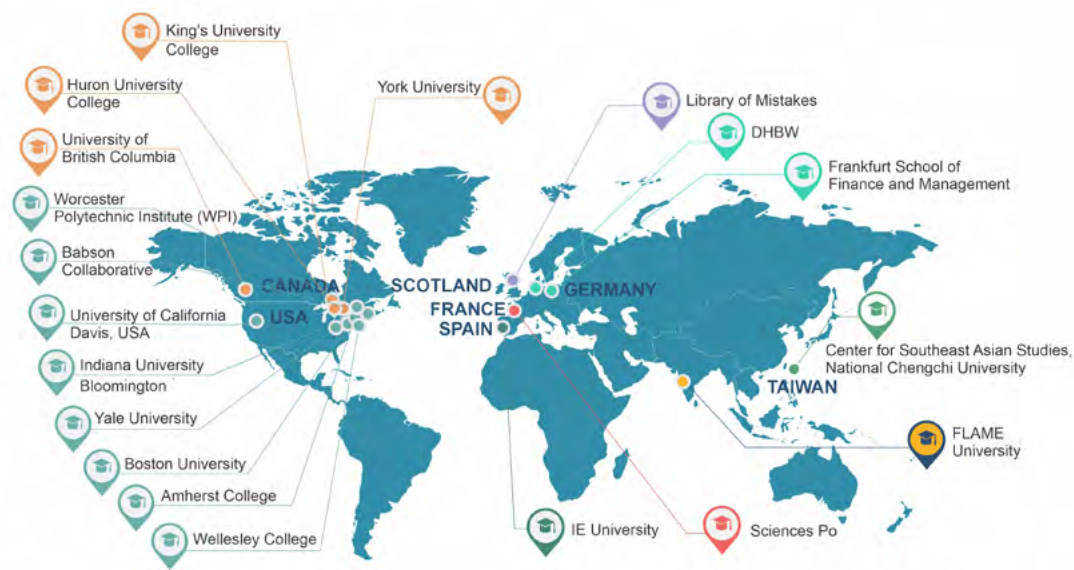 King's University
College
Huron University
College
York University
University of
British Columbia
Worcester
Polytechnic Institute (WPI)
Babson
Collaborative
University of California
Davis, USA
Indiana University
Bloomington
Yale University
Boston University
Amherst College
Wellesley College
Library of Mistakes
DHBW
Frankfurt School of
Finance and Management
CANADA
USA
SCOTLAND
FRANCE
SPAIN
GERMANY
Center for Southeast Asian Studies,
National Chengchi University
TAIWAN
FLAME
University
IE University
Sciences Po